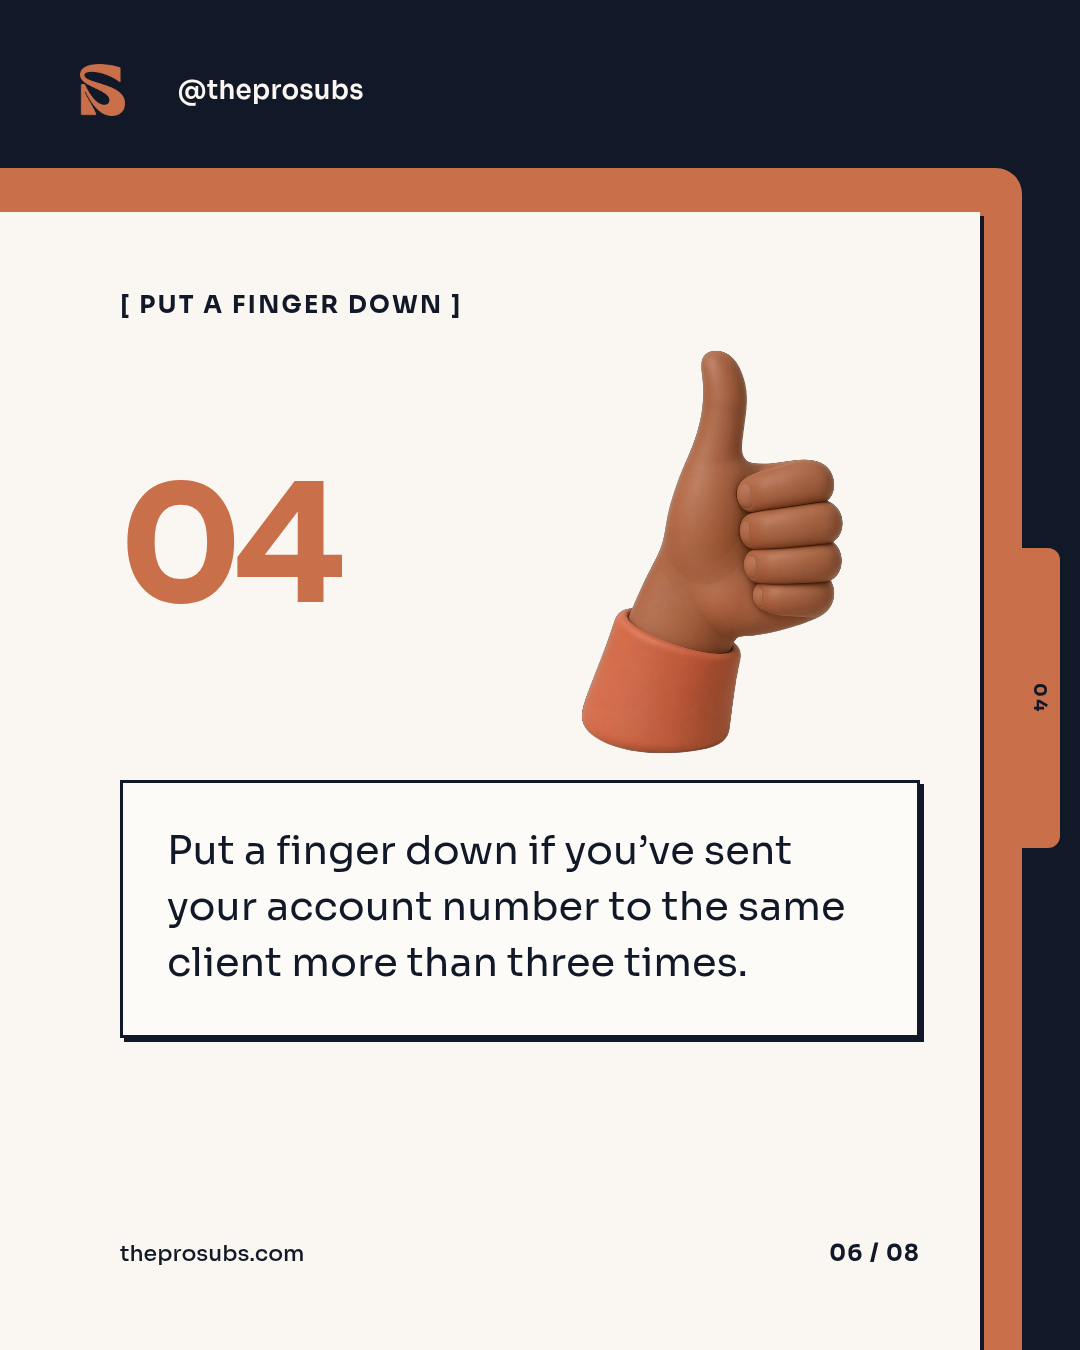 @theprosubs
[ PUT A FINGER DOWN ]
04
04
Put a finger down if you’ve sent
your account number to the same
client more than three times.
theprosubs.com
06 / 08